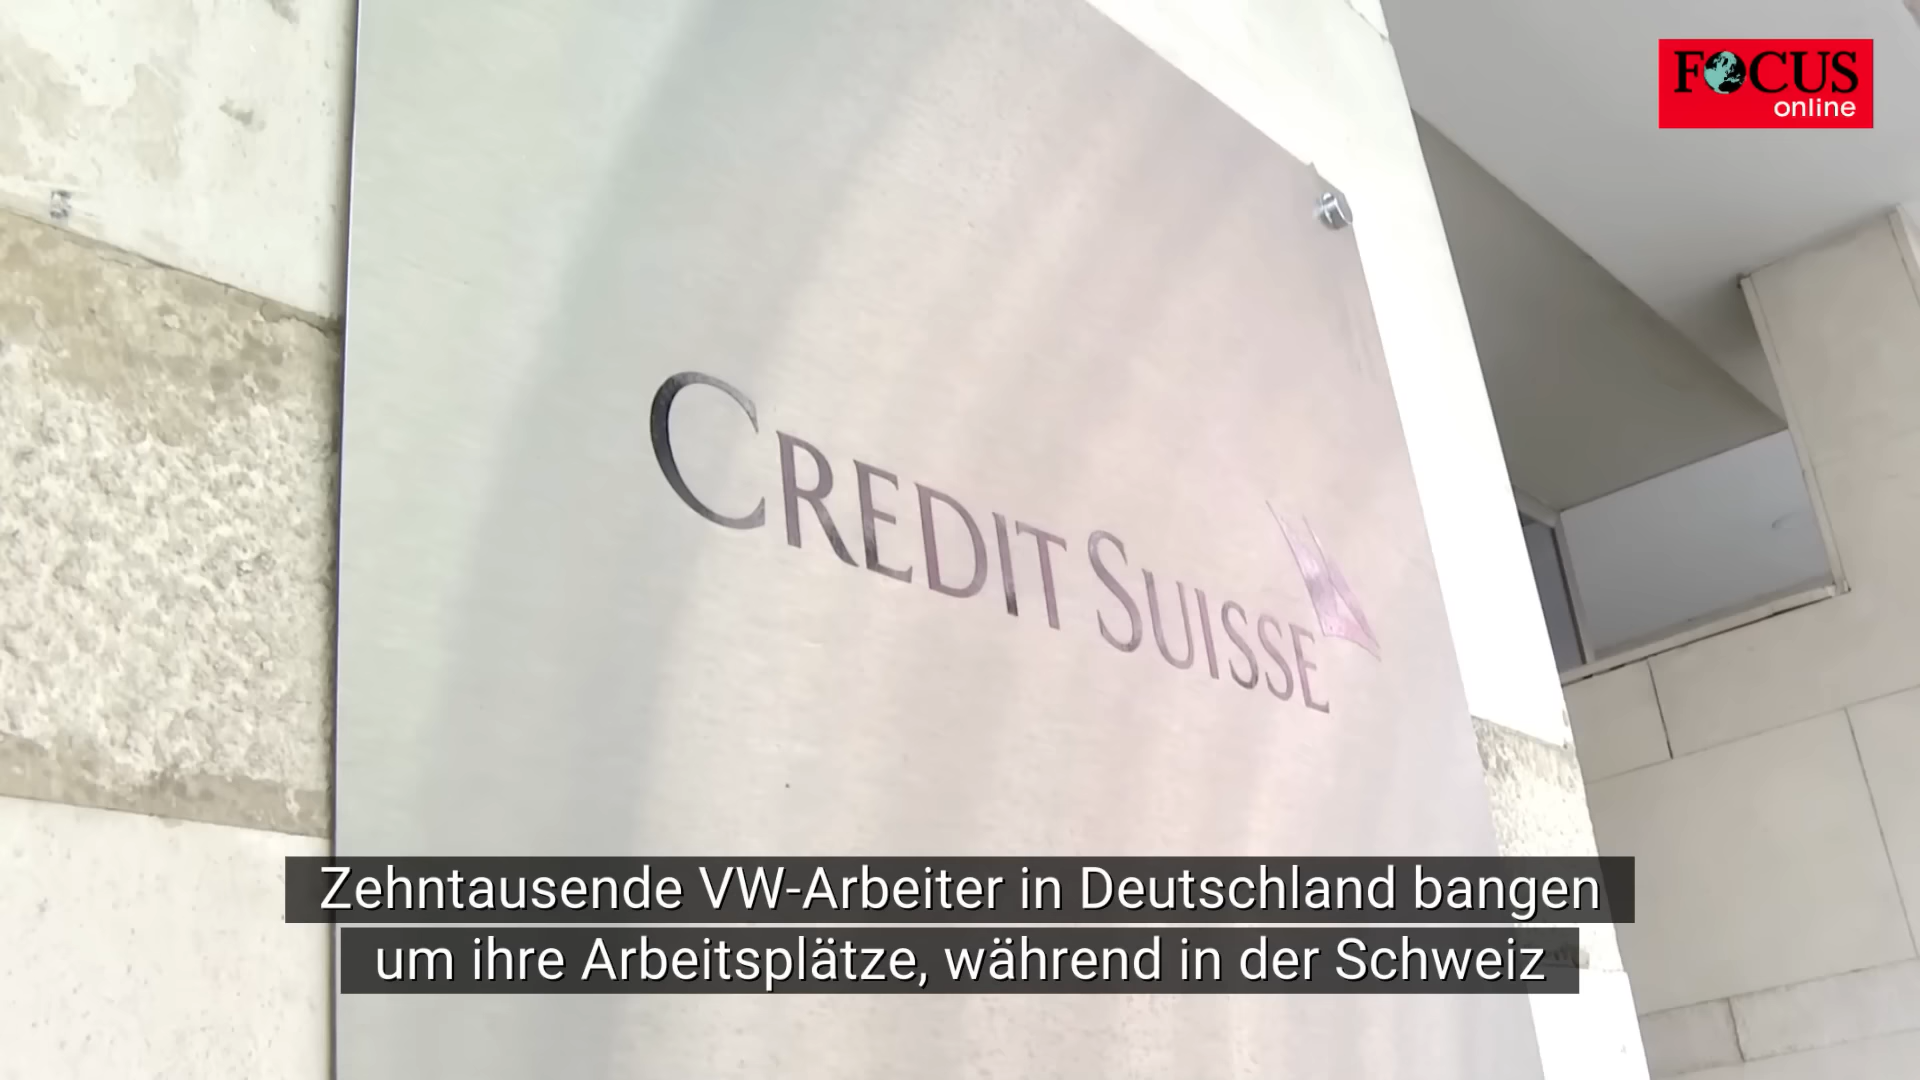 FOCUS
online
CREDIT SUISSE
Zehntausende VW-Arbeiter in Deutschland bangen
um ihre Arbeitsplätze, während in der Schweiz